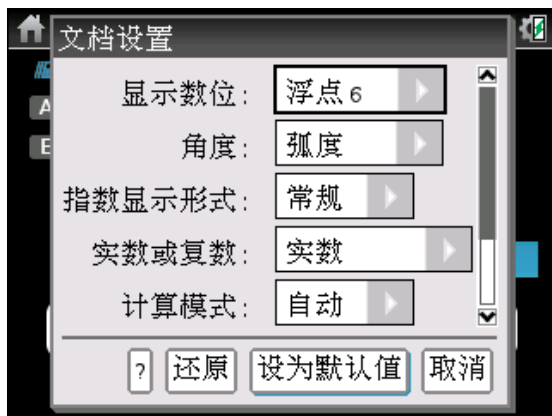 文档设置
显示数位: 浮点 6
角度: 弧度
指数显示形式: 常规
实数或复数: 实数
计算模式: 自动
? 还原 设为默认值 取消